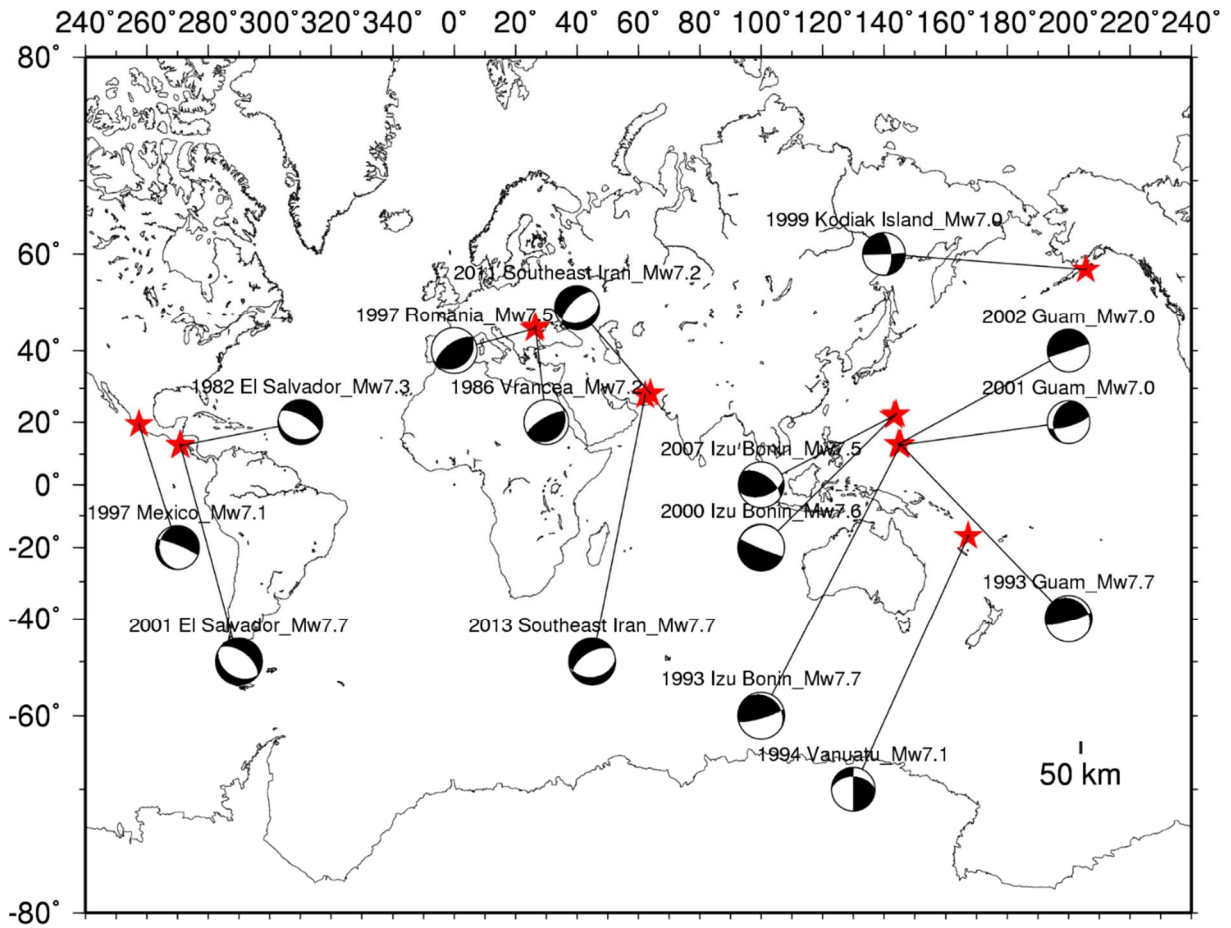 240° 260° 280° 300° 320° 340° 0° 20° 40° 60° 80° 100° 120° 140° 160° 180° 200° 220° 240°
80°
1999 Kodiak Island_Mw7.0
60°
2011 Southeast Iran_Mw7.2
1997 Romania_Mw7.5
2002 Guam_Mw7.0
40°
1982 El Salvador_Mw7.3
1986 Vrancea_Mw7.2
2001 Guam_Mw7.0
20°
2007 Izu Bonin_Mw7.5
0°
1997 Mexico_Mw7.1
2000 Izu Bonin_Mw7.6
-20°
1993 Guam_Mw7.7
-40°
2001 El Salvador_Mw7.7
2013 Southeast Iran_Mw7.7
1993 Izu Bonin_Mw7.7
-60°
1994 Vanuatu_Mw7.1
50 km
-80°